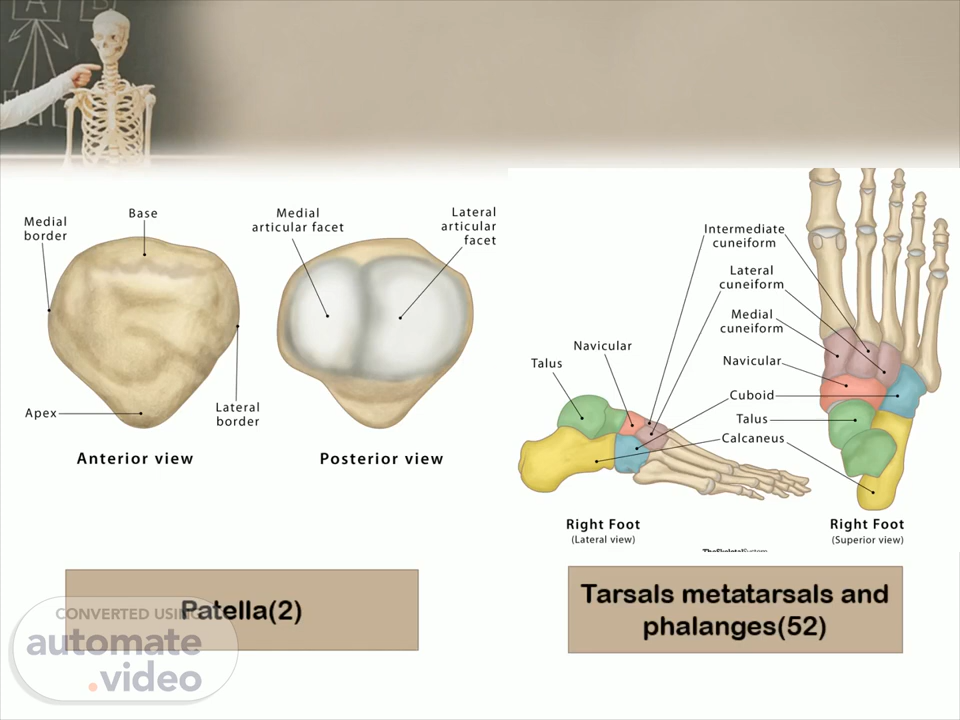 Medial
border
Base
Apex
Lateral
border
Anterior view
Medial
articular facet
Lateral
articular
facet
Posterior view
Talus
Navicular
Intermediate
cuneiform
Lateral
cuneiform
Medial
cuneiform
Navicular
Cuboid
Talus
Calcaneus
Right Foot
(Lateral view)
Right Foot
(Superior view)
TheSkeletalSystem
Patella(2)
Tarsals metatarsals and
phalanges(52)
CONVERTED USING
automate
.video